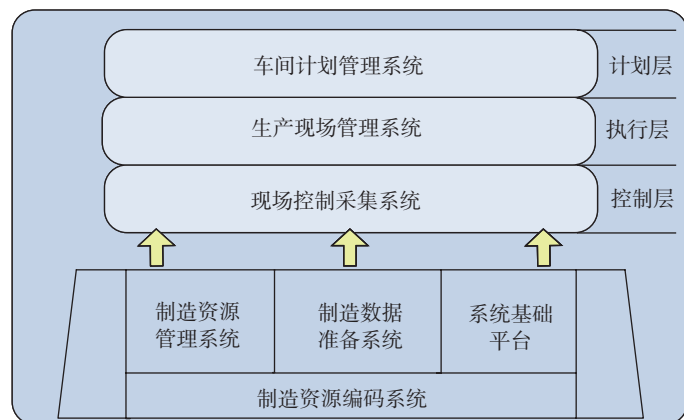 车间计划管理系统
计划层
生产现场管理系统
执行层
现场控制采集系统
控制层
制造资源
管理系统
制造数据
准备系统
系统基础
平台
制造资源编码系统